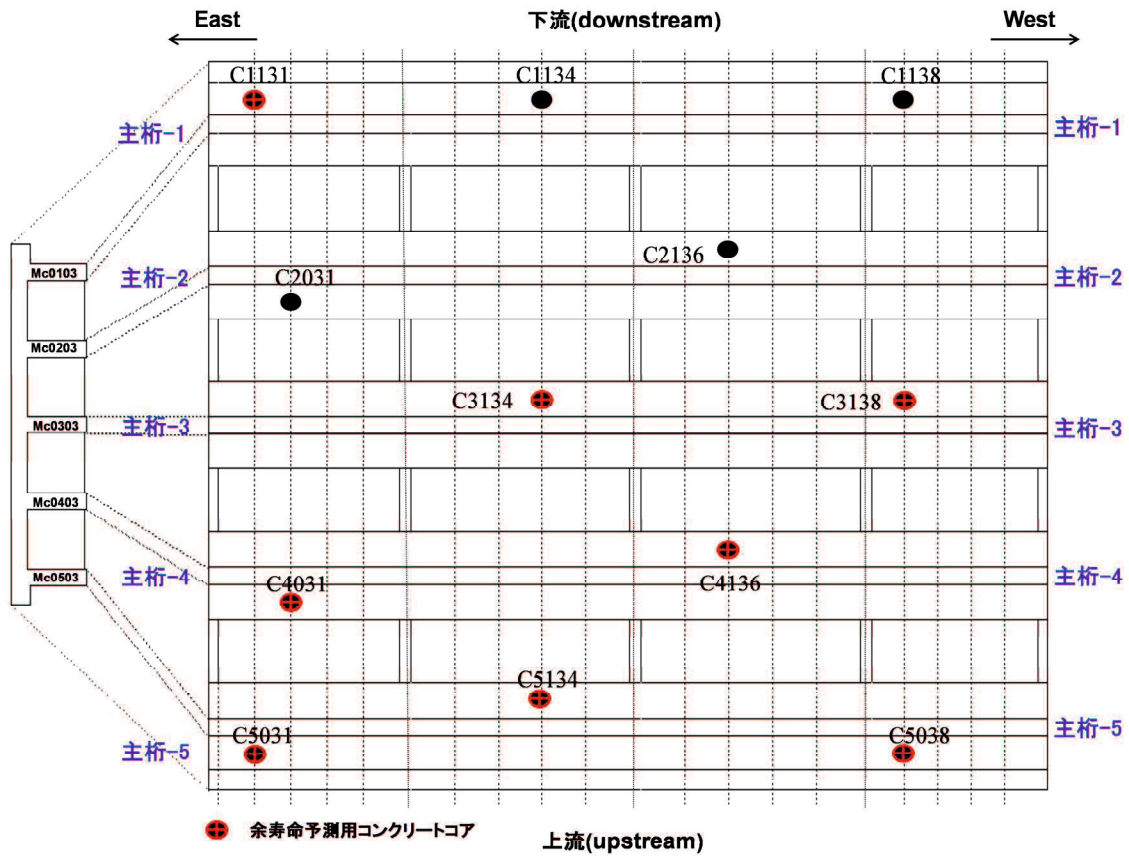 East
下流(downstream)
West
C1131
C1134
C1138
主桁-1
主桁-1
Mc0103
主桁-2
C2031
C2136
主桁-2
Mc0203
C3134
C3138
Mc0303
主桁-3
主桁-3
Mc0403
主桁-4
C4031
C4136
主桁-4
Mc0503
C5134
主桁-5
C5031
C5038
主桁-5
余寿命予測用コンクリートコア
上流(upstream)